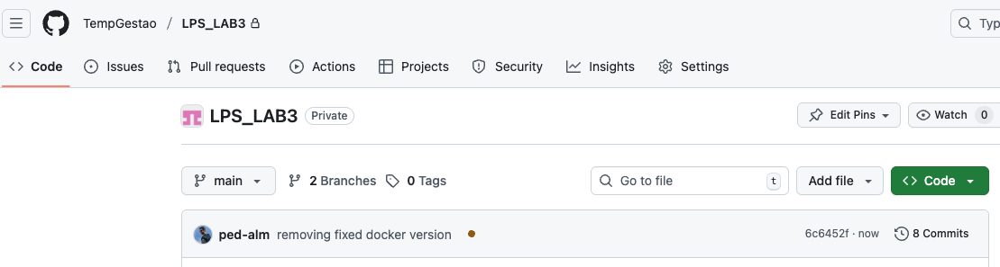 TempGestao / LPS_LAB3
Typ
Code Issues Pull requests Actions Projects Security Insights Settings
LPS_LAB3 Private
Edit Pins Watch 0
main 2 Branches 0 Tags
Go to file t Add file Code
ped-alm removing fixed docker version
6c6452f · now 8 Commits